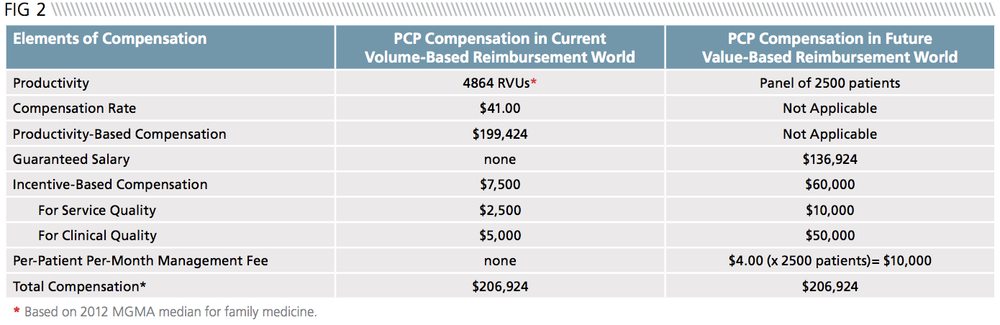 FIG 2
Elements of Compensation PCP Compensation in Current Volume-Based Reimbursement World PCP Compensation in Future Value-Based Reimbursement World
Productivity 4864 RVUs* Panel of 2500 patients
Compensation Rate $41.00 Not Applicable
Productivity-Based Compensation $199,424 Not Applicable
Guaranteed Salary none $136,924
Incentive-Based Compensation $7,500 $60,000
For Service Quality $2,500 $10,000
For Clinical Quality $5,000 $50,000
Per-Patient Per-Month Management Fee none $4.00 (x 2500 patients)= $10,000
Total Compensation* $206,924 $206,924
* Based on 2012 MGMA median for family medicine.